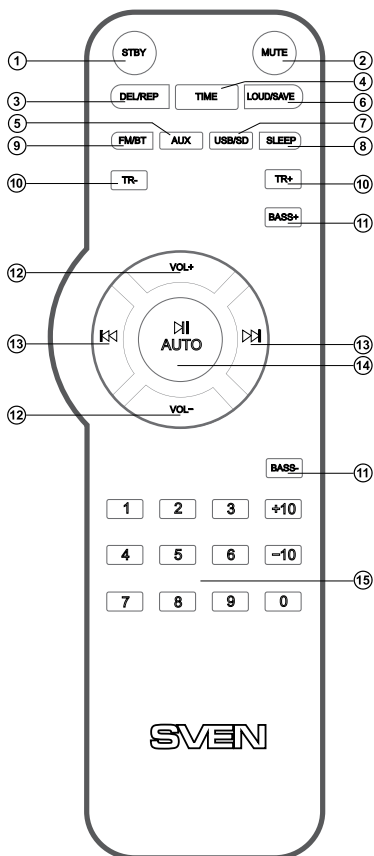 STBY MUTE
1 2
4
3 DEL/REP TIME LOUD/SAVE 6
5 7
9 FM/BT AUX USB/SD SLEEP 8
10 TR- TR+ 10
BASS+ 11
12 VOL+
13 AUTO 13
14
12 VOL-
BASS- 11
1 2 3 +10
4 5 6 -10
15
7 8 9 0
SVEN